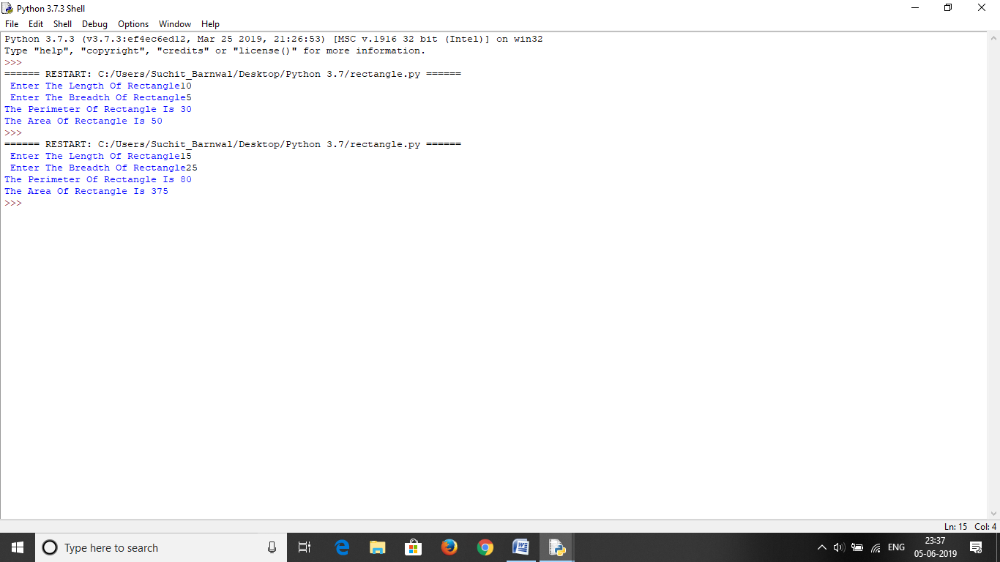 Python 3.7.3 Shell
File Edit Shell Debug Options Window Help
Python 3.7.3 (v3.7.3:ef4ec6ed12, Mar 25 2019, 21:26:53) [MSC v.1916 32 bit (Intel)] on win32
Type "help", "copyright", "credits" or "license()" for more information.
>>>
====== RESTART: C:/Users/Suchit_Barnwal/Desktop/Python 3.7/rectangle.py ======
 Enter The Length Of Rectangle10
 Enter The Breadth Of Rectangle5
The Perimeter Of Rectangle Is 30
The Area Of Rectangle Is 50
>>>
====== RESTART: C:/Users/Suchit_Barnwal/Desktop/Python 3.7/rectangle.py ======
 Enter The Length Of Rectangle15
 Enter The Breadth Of Rectangle25
The Perimeter Of Rectangle Is 80
The Area Of Rectangle Is 375
>>>
Ln: 15 Col: 4
Type here to search
ENG
23:37
05-06-2019